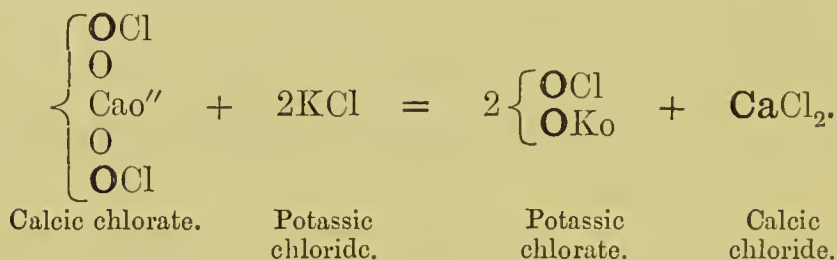 OCl
O
Cao″ + 2KCl = 2 { OCl + CaCl₂.
OKo
O
OCl
Calcic chlorate. Potassic Potassic Calcic
chloride. chlorate. chloride.